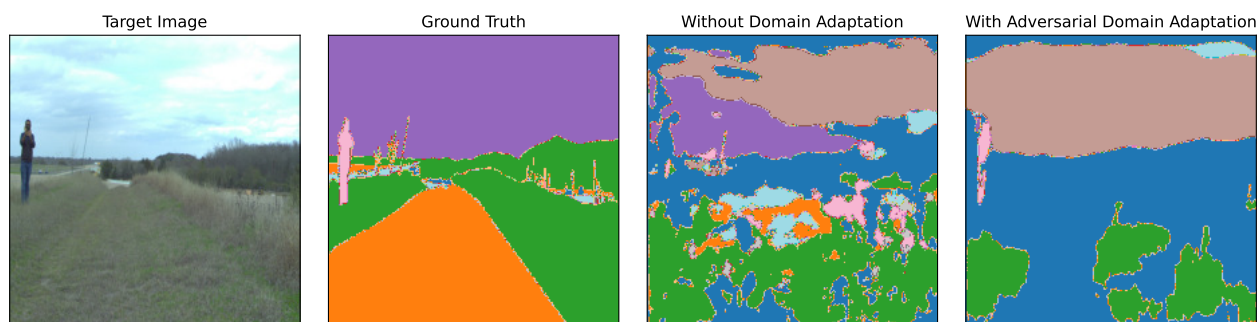 Target Image
Ground Truth
Without Domain Adaptation
With Adversarial Domain Adaptation